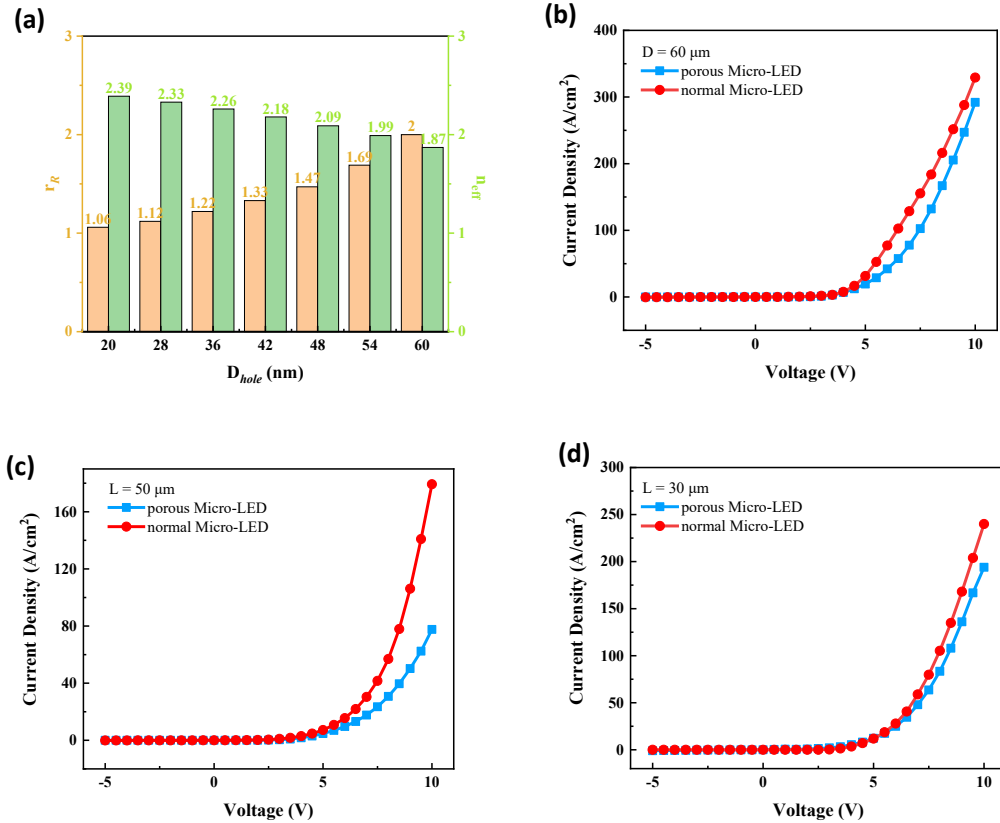 (a)
3
2
1
0
r_R
2.39
2.33
2.26
2.18
2.09
1.99
1.87
1.06
1.12
1.22
1.33
1.47
1.69
2
3
2
1
0
n_eff
20 28 36 42 48 54 60
D_hole (nm)
(b)
400
300
200
100
0
Current Density (A/cm²)
D = 60 μm
porous Micro-LED
normal Micro-LED
-5 0 5 10
Voltage (V)
(c)
160
120
80
40
0
Current Density (A/cm²)
L = 50 μm
porous Micro-LED
normal Micro-LED
-5 0 5 10
Voltage (V)
(d)
300
250
200
150
100
50
0
Current Density (A/cm²)
L = 30 μm
porous Micro-LED
normal Micro-LED
-5 0 5 10
Voltage (V)